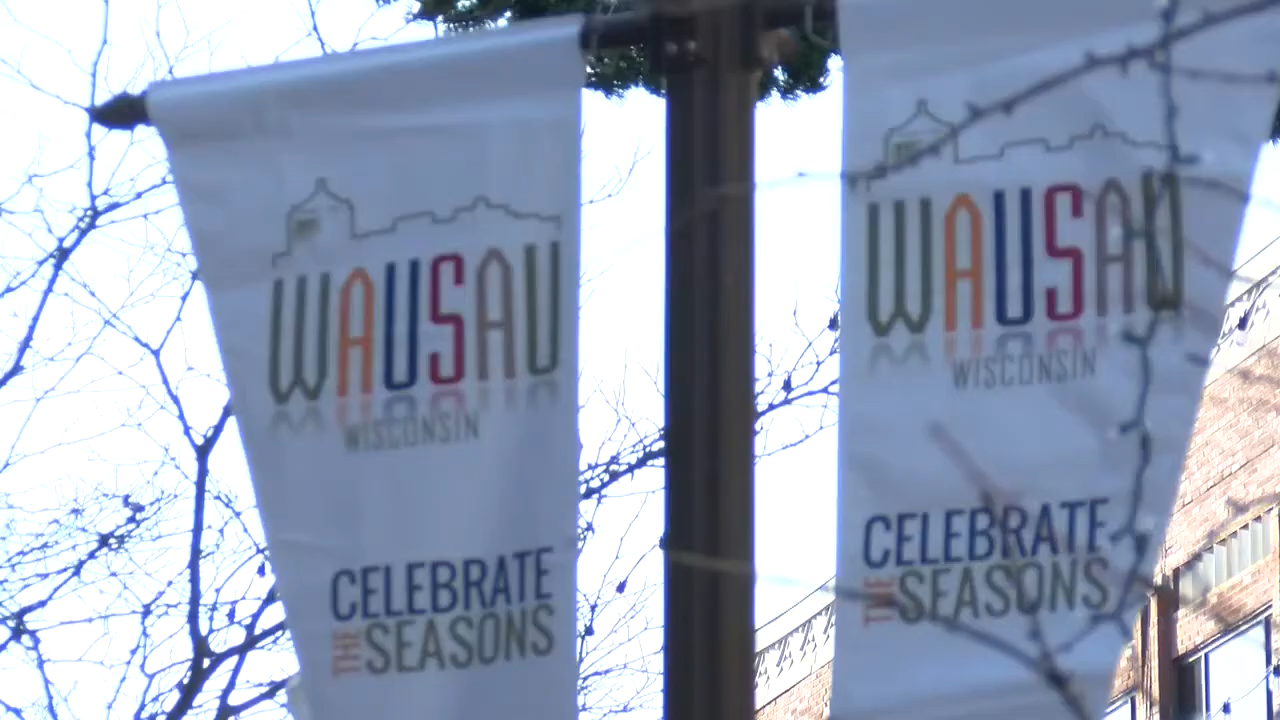 WAUSAU
WISCONSIN
CELEBRATE
THE SEASONS
WAUSAU
WISCONSIN
CELEBRATE
THE SEASONS